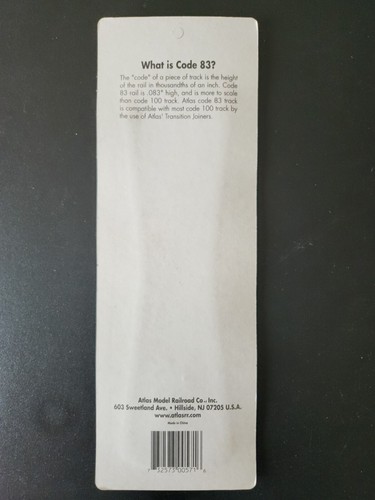 What is Code 83?
The "code" of a piece of track is the height
of the rail in thousandths of an inch. Code
83 rail is .083" high, and is more to scale
than code 100 track. Atlas code 83 track
is compatible with most code 100 track by
the use of Atlas' Transition Joiners.
Atlas Model Railroad Co., Inc.
603 Sweetland Ave. • Hillside, NJ 07205 U.S.A.
www.atlasrr.com
Made in China
42573 00571